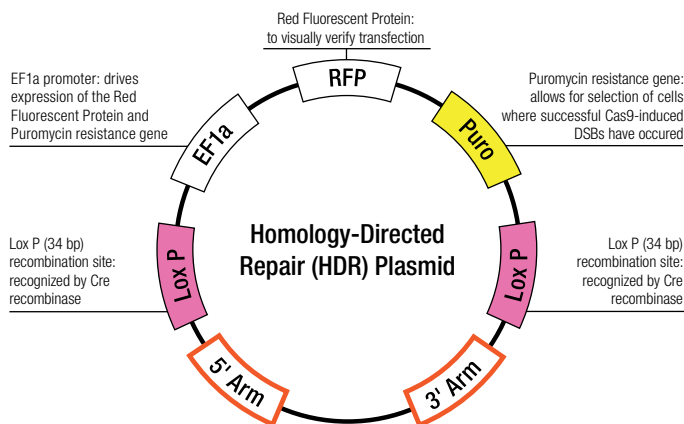 Red Fluorescent Protein:
to visually verify transfection
RFP
EF1a promoter: drives
expression of the Red
Fluorescent Protein and
Puromycin resistance gene
EF1a
Puromycin resistance gene:
allows for selection of cells
where successful Cas9-induced
DSBs have occured
Puro
Homology-Directed
Repair (HDR) Plasmid
Lox P (34 bp)
recombination site:
recognized by Cre
recombinase
Lox P
Lox P
Lox P (34 bp)
recombination site:
recognized by Cre
recombinase
5' Arm
3' Arm